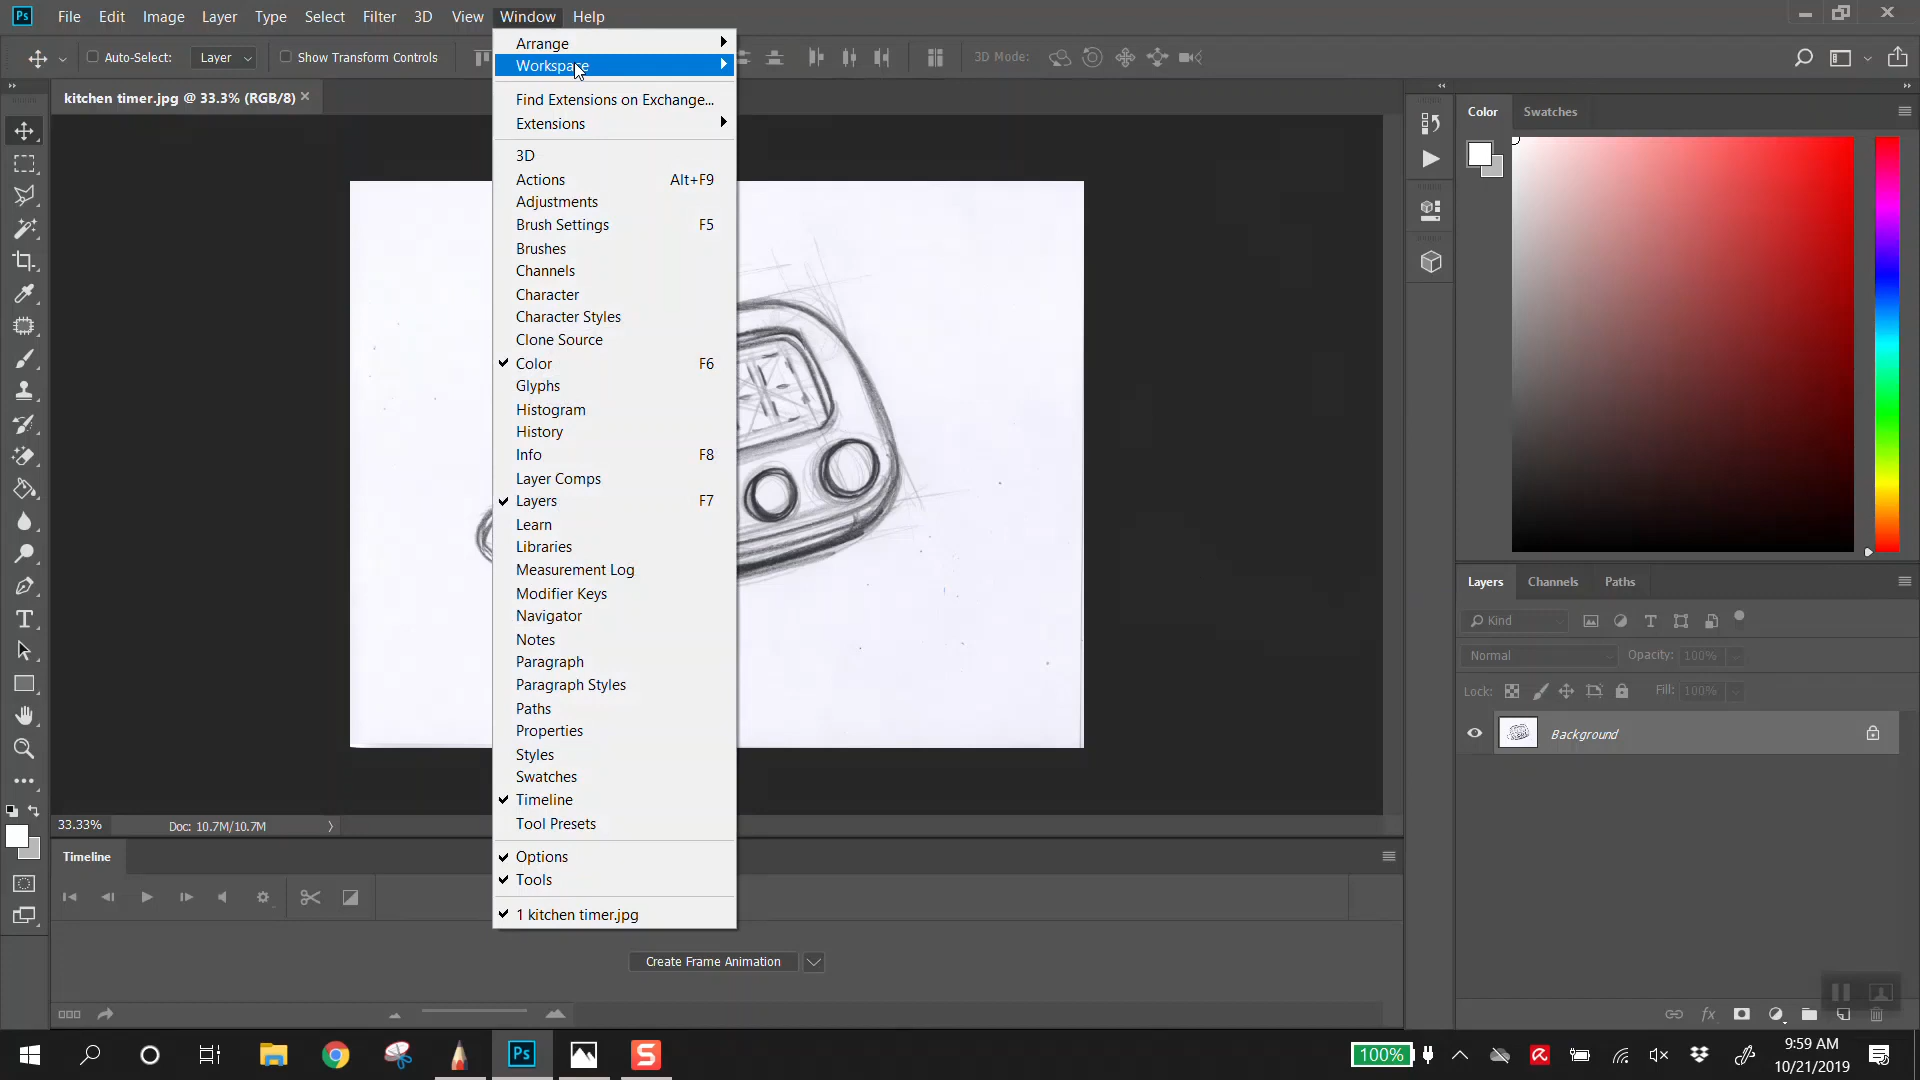 Ps File Edit Image Layer Type Select Filter 3D View Window Help
Auto-Select: Layer Show Transform Controls 3D Mode:
kitchen timer.jpg @ 33.3% (RGB/8) ×
Arrange
Workspace
Find Extensions on Exchange...
Extensions
3D
Actions Alt+F9
Adjustments
Brush Settings F5
Brushes
Channels
Character
Character Styles
Clone Source
Color F6
Glyphs
Histogram
History
Info F8
Layer Comps
Layers F7
Learn
Libraries
Measurement Log
Modifier Keys
Navigator
Notes
Paragraph
Paragraph Styles
Paths
Properties
Styles
Swatches
Timeline
Tool Presets
Options
Tools
1 kitchen timer.jpg
Color Swatches
Layers Channels Paths
Kind
Normal Opacity: 100%
Lock: Fill: 100%
Background
fx
33.33% Doc: 10.7M/10.7M
Timeline
Create Frame Animation
Ps S 100% 9:59 AM
10/21/2019